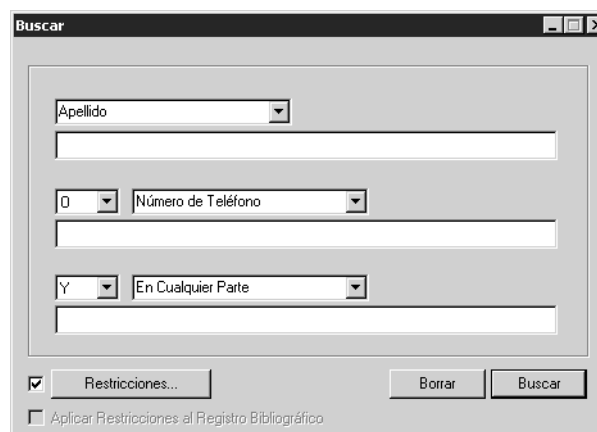 Buscar
Apellido
O Número de Teléfono
Y En Cualquier Parte
Restricciones... Borrar Buscar
Aplicar Restricciones al Registro Bibliográfico